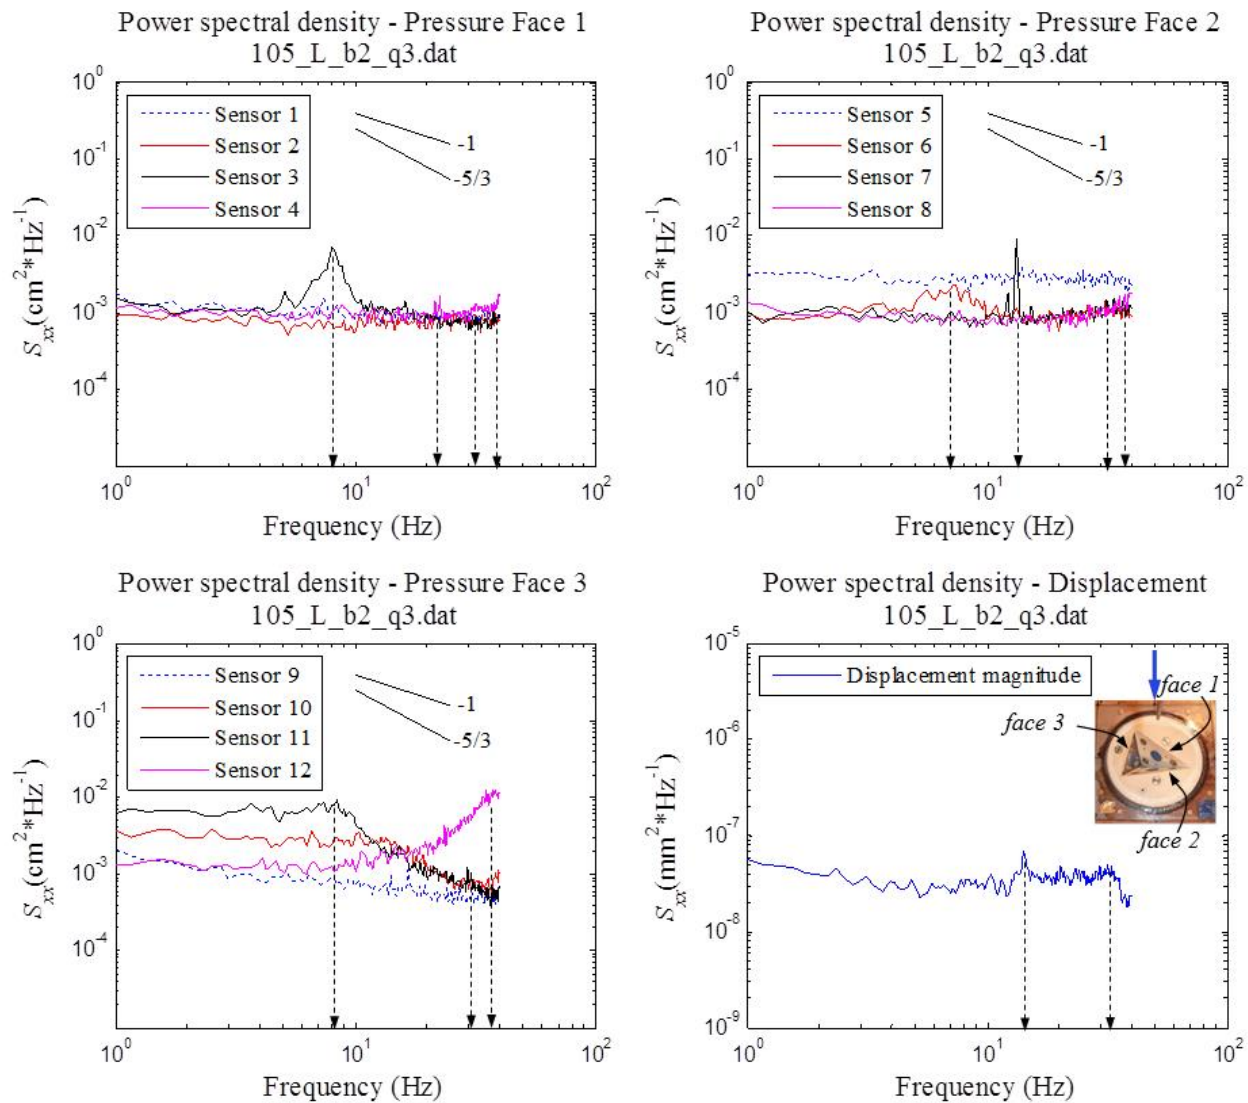 Power spectral density - Pressure Face 1
105_L_b2_q3.dat
10^0
10^-1
10^-2
10^-3
10^-4
S_xx(cm^2*Hz^-1)
Sensor 1
Sensor 2
Sensor 3
Sensor 4
-1
-5/3
10^0 10^1 10^2
Frequency (Hz)
Power spectral density - Pressure Face 2
105_L_b2_q3.dat
10^0
10^-1
10^-2
10^-3
10^-4
S_xx(cm^2*Hz^-1)
Sensor 5
Sensor 6
Sensor 7
Sensor 8
-1
-5/3
10^0 10^1 10^2
Frequency (Hz)
Power spectral density - Pressure Face 3
105_L_b2_q3.dat
10^0
10^-1
10^-2
10^-3
10^-4
S_xx(cm^2*Hz^-1)
Sensor 9
Sensor 10
Sensor 11
Sensor 12
-1
-5/3
10^0 10^1 10^2
Frequency (Hz)
Power spectral density - Displacement
105_L_b2_q3.dat
10^-5
10^-6
10^-7
10^-8
10^-9
S_xx(mm^2*Hz^-1)
Displacement magnitude
face 1
face 3
face 2
10^0 10^1 10^2
Frequency (Hz)